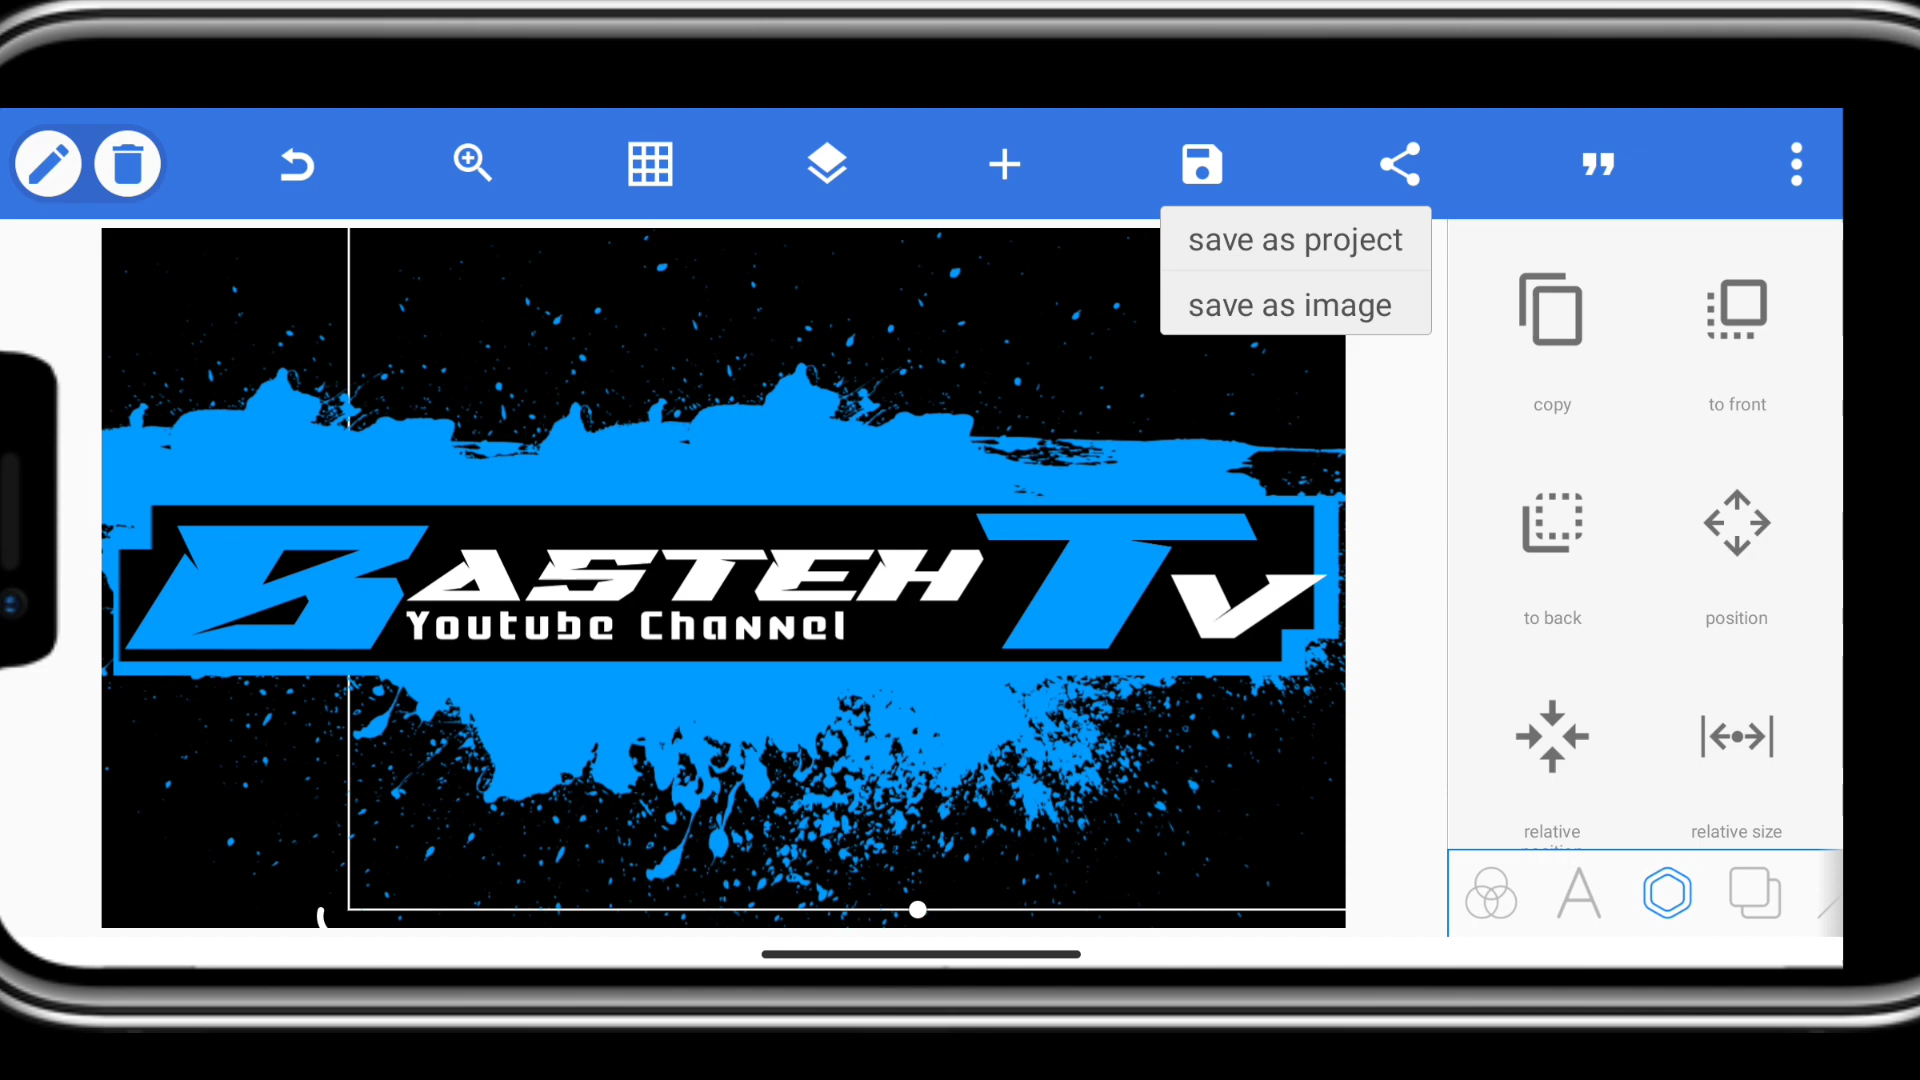 save as project
save as image
copy
to front
BASTEH TV
Youtube Channel
to back
position
relative
relative size